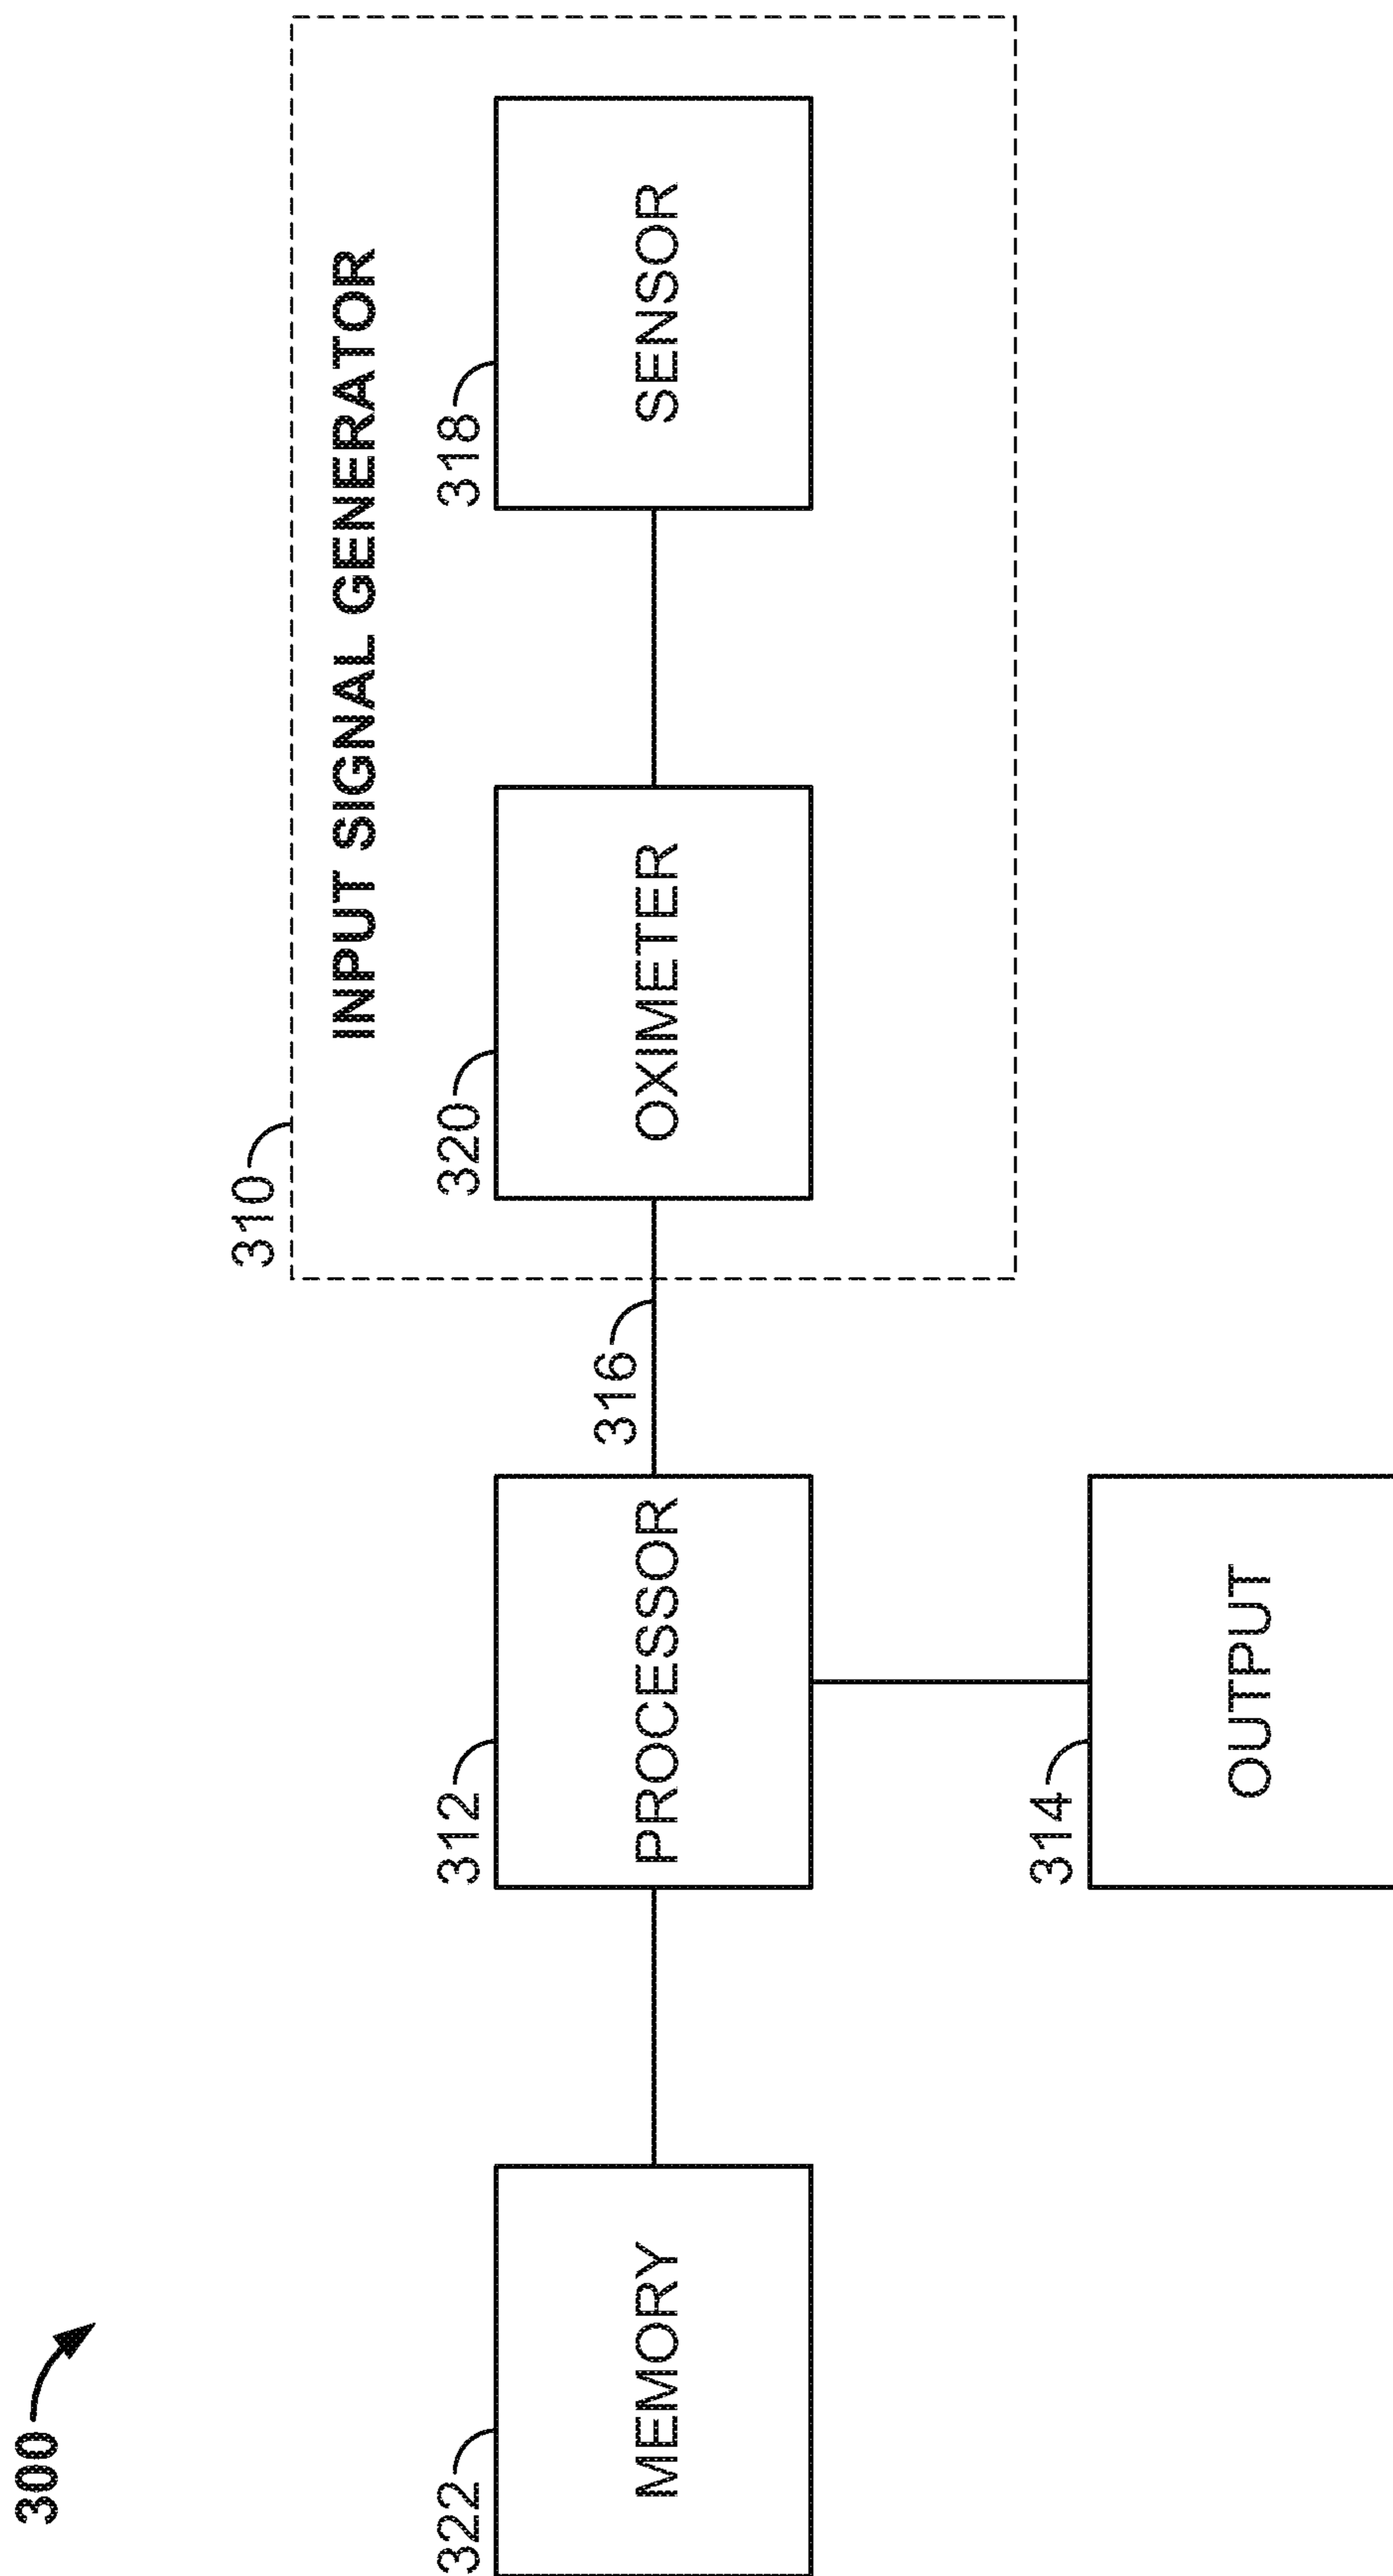 300
310
INPUT SIGNAL GENERATOR
322
312
320
318
316
MEMORY
PROCESSOR
OXIMETER
SENSOR
314
OUTPUT